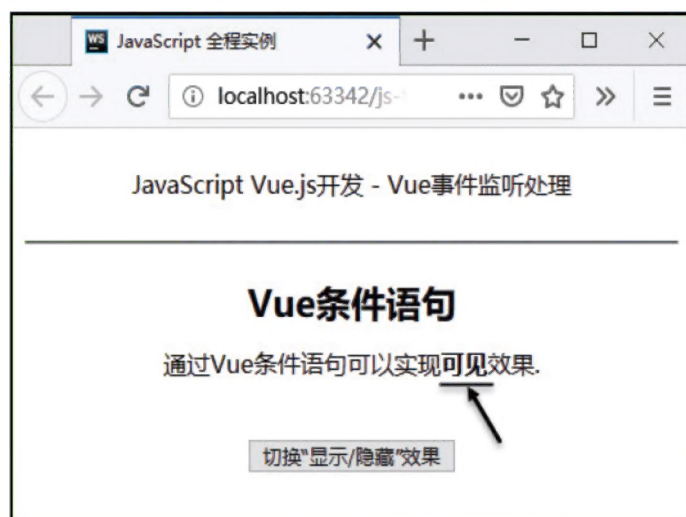 WS JavaScript 全程实例
localhost:63342/js-
JavaScript Vue.js开发 - Vue事件监听处理
Vue条件语句
通过Vue条件语句可以实现可见效果.
切换“显示/隐藏”效果